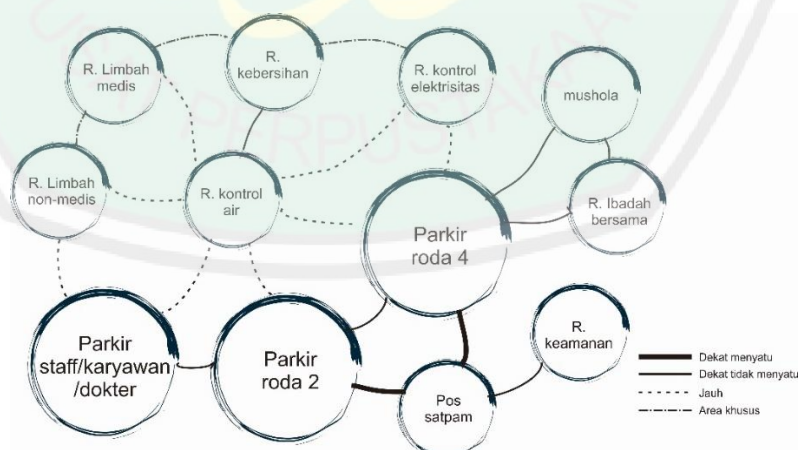 R. Limbah
medis
R.
kebersihan
R. kontrol
elektrisitas
mushola
R. Limbah
non-medis
R. kontrol
air
R. Ibadah
bersama
Parkir
roda 4
Parkir
staff/karyawan
/dokter
Parkir
roda 2
Pos
satpam
R.
keamanan
Dekat menyatu
Dekat tidak menyatu
Jauh
Area khusus
PERPUSTAKAAN